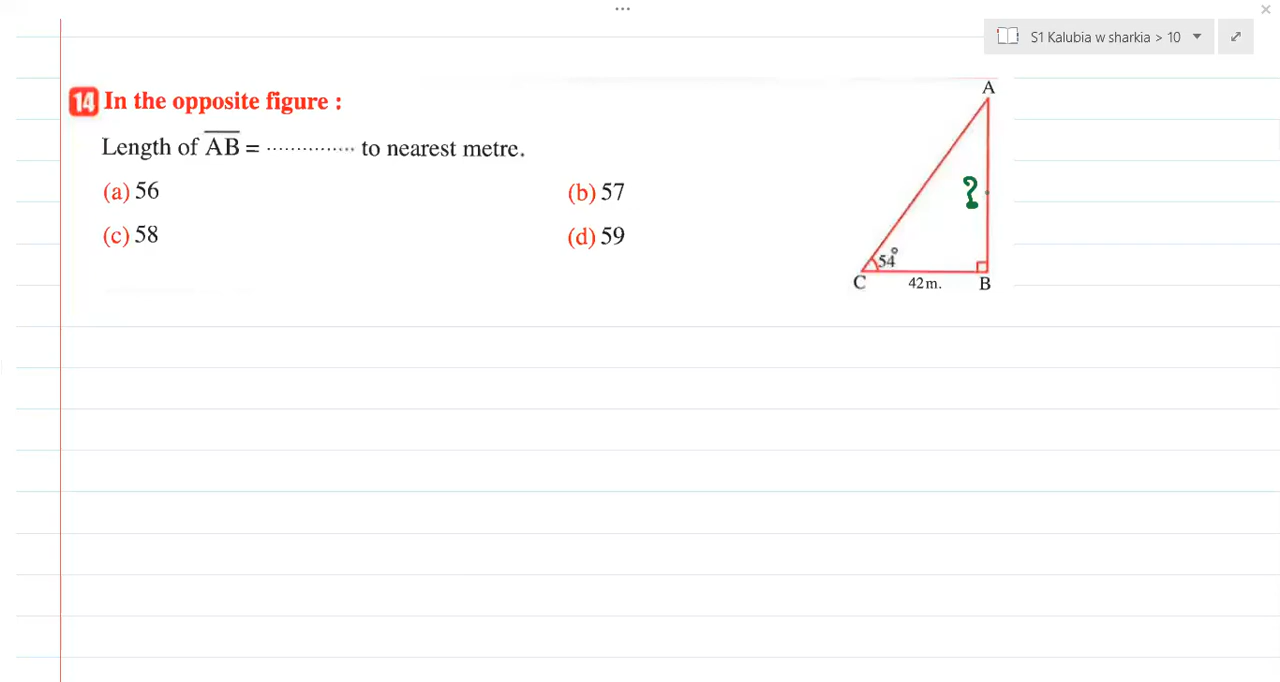 ...
S1 Kalubia w sharkia > 10
14 In the opposite figure :
Length of AB = ............... to nearest metre.
(a) 56
(b) 57
(c) 58
(d) 59
A
?
54°
C
42 m.
B